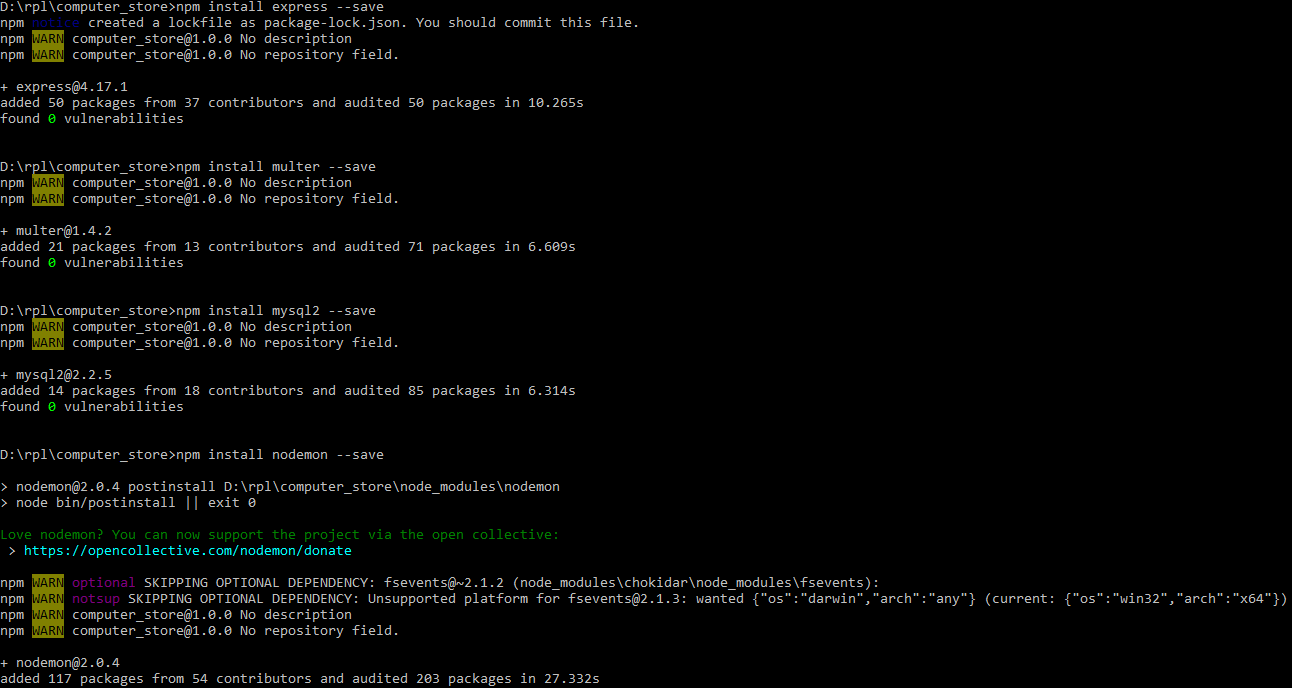 D:\rpl\computer_store>npm install express --save
npm notice created a lockfile as package-lock.json. You should commit this file.
npm WARN computer_store@1.0.0 No description
npm WARN computer_store@1.0.0 No repository field.
+ express@4.17.1
added 50 packages from 37 contributors and audited 50 packages in 10.265s
found 0 vulnerabilities
D:\rpl\computer_store>npm install multer --save
npm WARN computer_store@1.0.0 No description
npm WARN computer_store@1.0.0 No repository field.
+ multer@1.4.2
added 21 packages from 13 contributors and audited 71 packages in 6.609s
found 0 vulnerabilities
D:\rpl\computer_store>npm install mysql2 --save
npm WARN computer_store@1.0.0 No description
npm WARN computer_store@1.0.0 No repository field.
+ mysql2@2.2.5
added 14 packages from 18 contributors and audited 85 packages in 6.314s
found 0 vulnerabilities
D:\rpl\computer_store>npm install nodemon --save
> nodemon@2.0.4 postinstall D:\rpl\computer_store\node_modules\nodemon
> node bin/postinstall || exit 0
Love nodemon? You can now support the project via the open collective:
> https://opencollective.com/nodemon/donate
npm WARN optional SKIPPING OPTIONAL DEPENDENCY: fsevents@~2.1.2 (node_modules\chokidar\node_modules\fsevents):
npm WARN notsup SKIPPING OPTIONAL DEPENDENCY: Unsupported platform for fsevents@2.1.3: wanted {"os":"darwin","arch":"any"} (current: {"os":"win32","arch":"x64"})
npm WARN computer_store@1.0.0 No description
npm WARN computer_store@1.0.0 No repository field.
+ nodemon@2.0.4
added 117 packages from 54 contributors and audited 203 packages in 27.332s